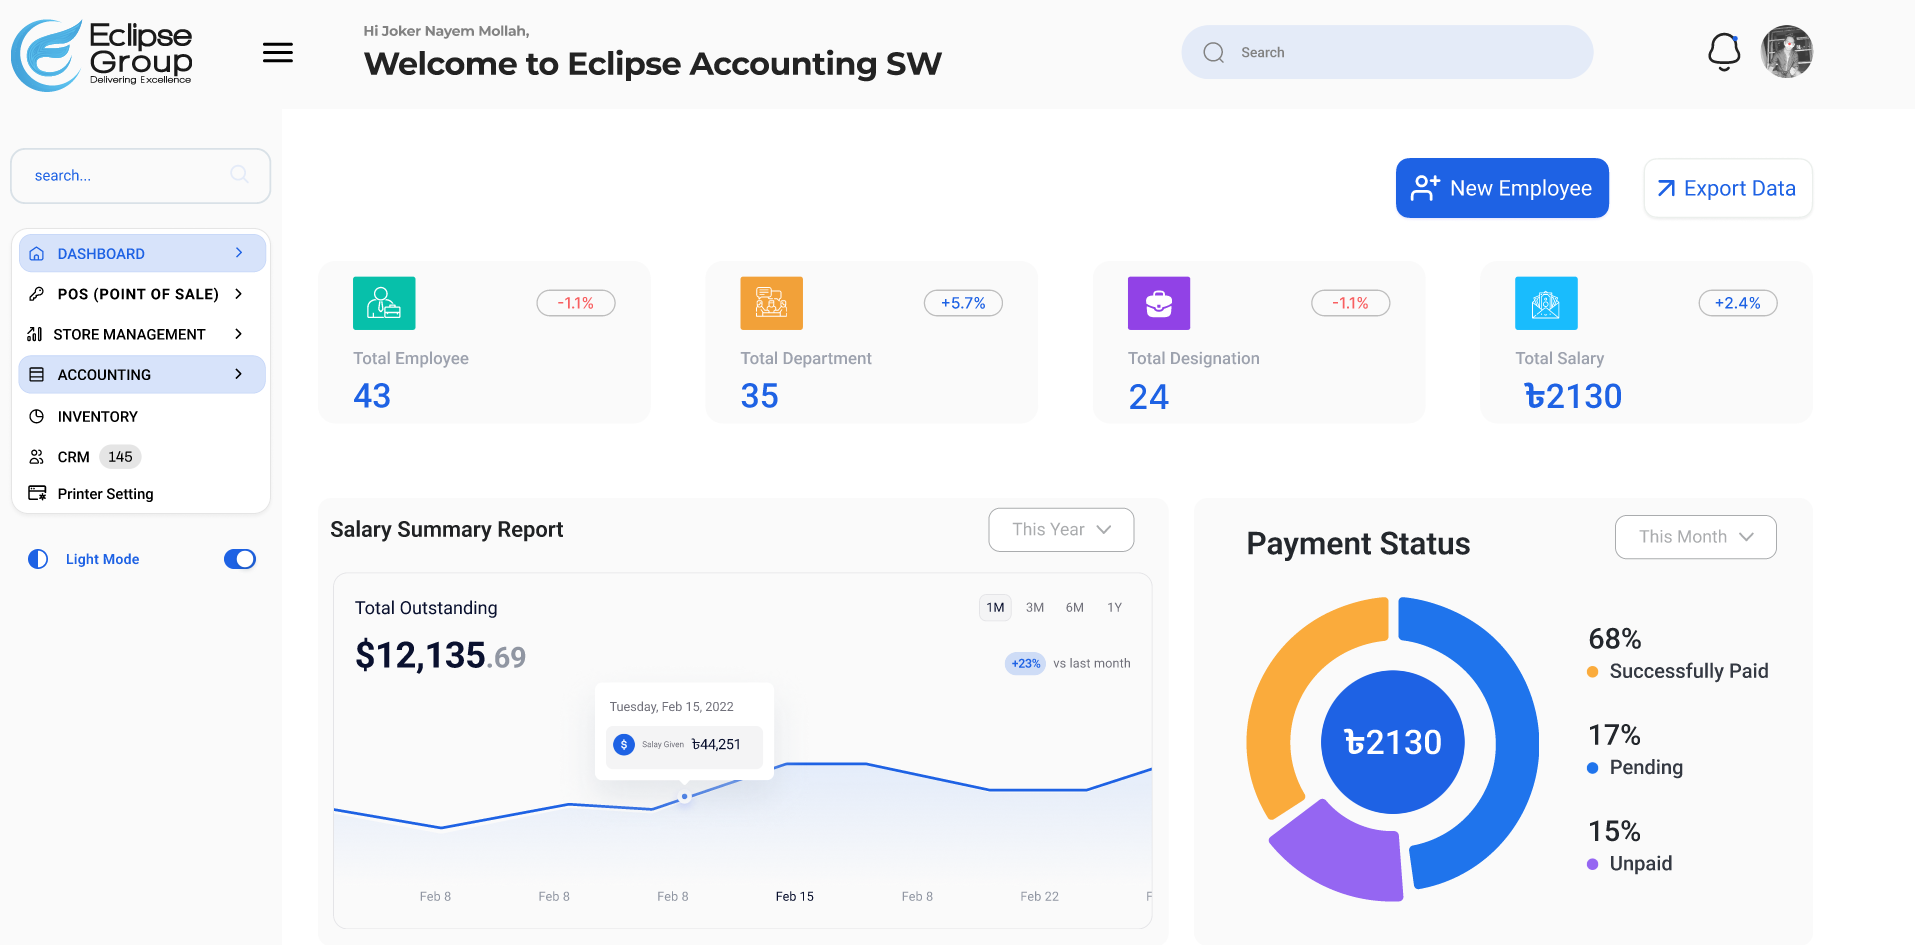 Eclipse
Group
Delivering Excellence
Hi Joker Nayem Mollah,
Welcome to Eclipse Accounting SW
Search
search...
DASHBOARD
POS (POINT OF SALE)
STORE MANAGEMENT
ACCOUNTING
INVENTORY
CRM 145
Printer Setting
Light Mode
New Employee
Export Data
-1.1%
Total Employee
43
+5.7%
Total Department
35
-1.1%
Total Designation
24
+2.4%
Total Salary
৳2130
Salary Summary Report
This Year
Total Outstanding
1M 3M 6M 1Y
$12,135.69
+23% vs last month
Tuesday, Feb 15, 2022
$ Salay Given ৳44,251
Feb 8 Feb 8 Feb 8 Feb 15 Feb 8 Feb 22 F
Payment Status
This Month
৳2130
68%
Successfully Paid
17%
Pending
15%
Unpaid